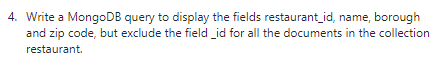 4. Write a MongoDB query to display the fields restaurant_id, name, borough
and zip code, but exclude the field _id for all the documents in the collection
restaurant.